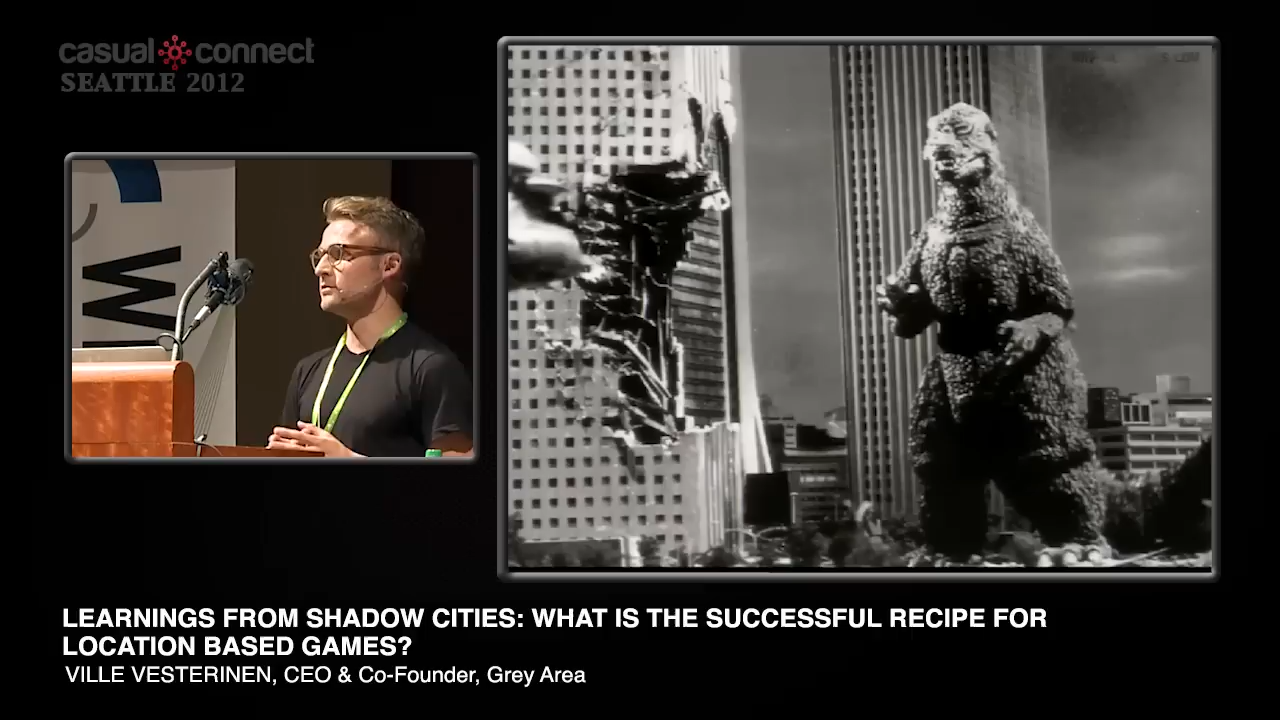 casual connect
SEATTLE 2012
W
LEARNINGS FROM SHADOW CITIES: WHAT IS THE SUCCESSFUL RECIPE FOR
LOCATION BASED GAMES?
VILLE VESTERINEN, CEO & Co-Founder, Grey Area